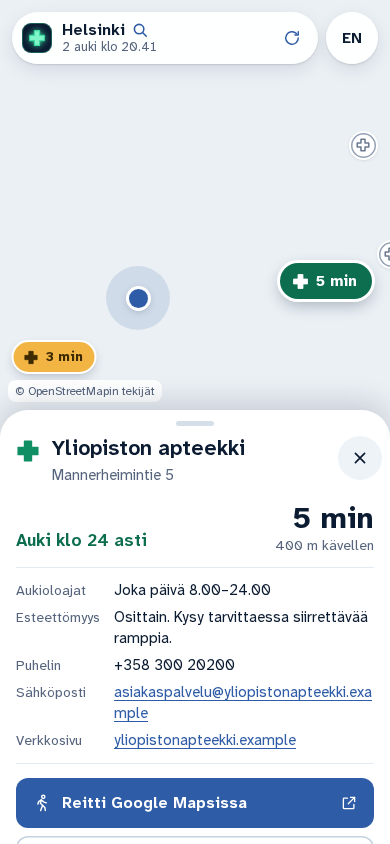 Helsinki
2 auki klo 20.41
EN
5 min
3 min
© OpenStreetMapin tekijät
Yliopiston apteekki
Mannerheimintie 5
5 min
Auki klo 24 asti
400 m kävellen
Aukioloajat Joka päivä 8.00–24.00
Esteettömyys Osittain. Kysy tarvittaessa siirrettävää
ramppia.
Puhelin +358 300 20200
Sähköposti asiakaspalvelu@yliopistonapteekki.exa
mple
Verkkosivu yliopistonapteekki.example
Reitti Google Mapsissa